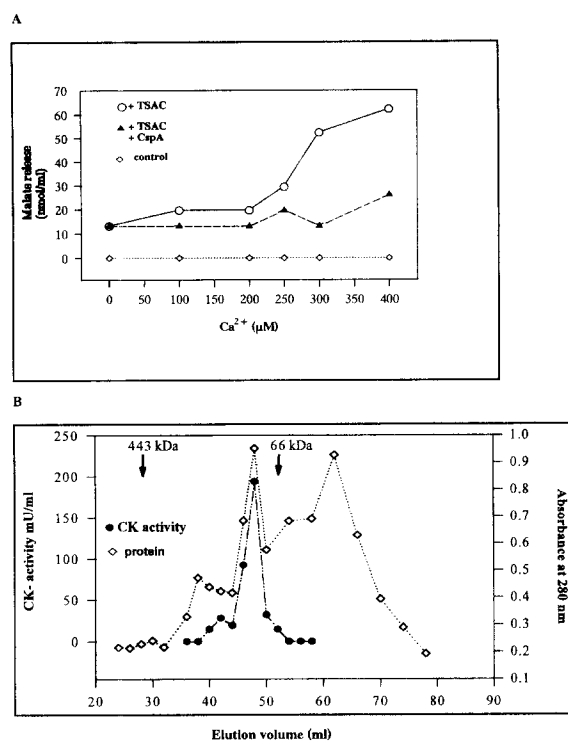 A
70
60
50
40
30
20
10
0
Malate release
(nmol/ml)
+ TSAC
+ TSAC
+ CspA
control
0 50 100 150 200 250 300 350 400
Ca2+ (µM)
B
443 kDa
66 kDa
250
200
150
100
50
0
CK- activity mU/ml
CK activity
protein
1.0
0.9
0.8
0.7
0.6
0.5
0.4
0.3
0.2
0.1
Absorbance at 280 nm
20 30 40 50 60 70 80 90
Elution volume (ml)